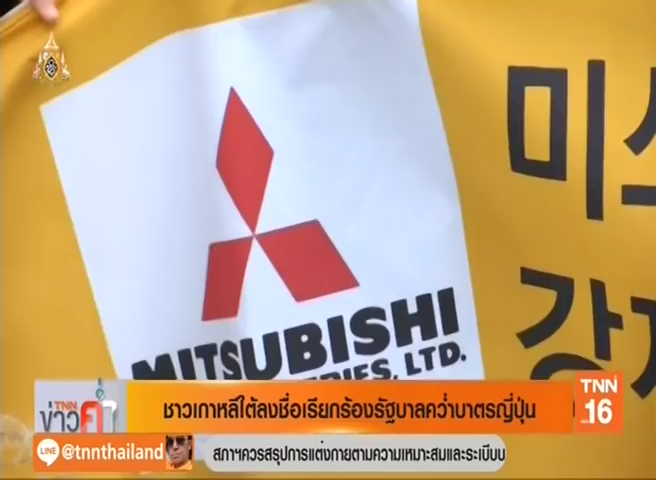 미
MITSUBISHI
LTD.
TNN
ข่าวค่ำ
ชาวเกาหลีใต้ลงชื่อเรียกร้องรัฐบาลคว่ำบาตรญี่ปุ่น
TNN
16
LINE @tnnthailand
สภาฯควรสรุปการแต่งกายตามความเหมาะสมและระเบียบ